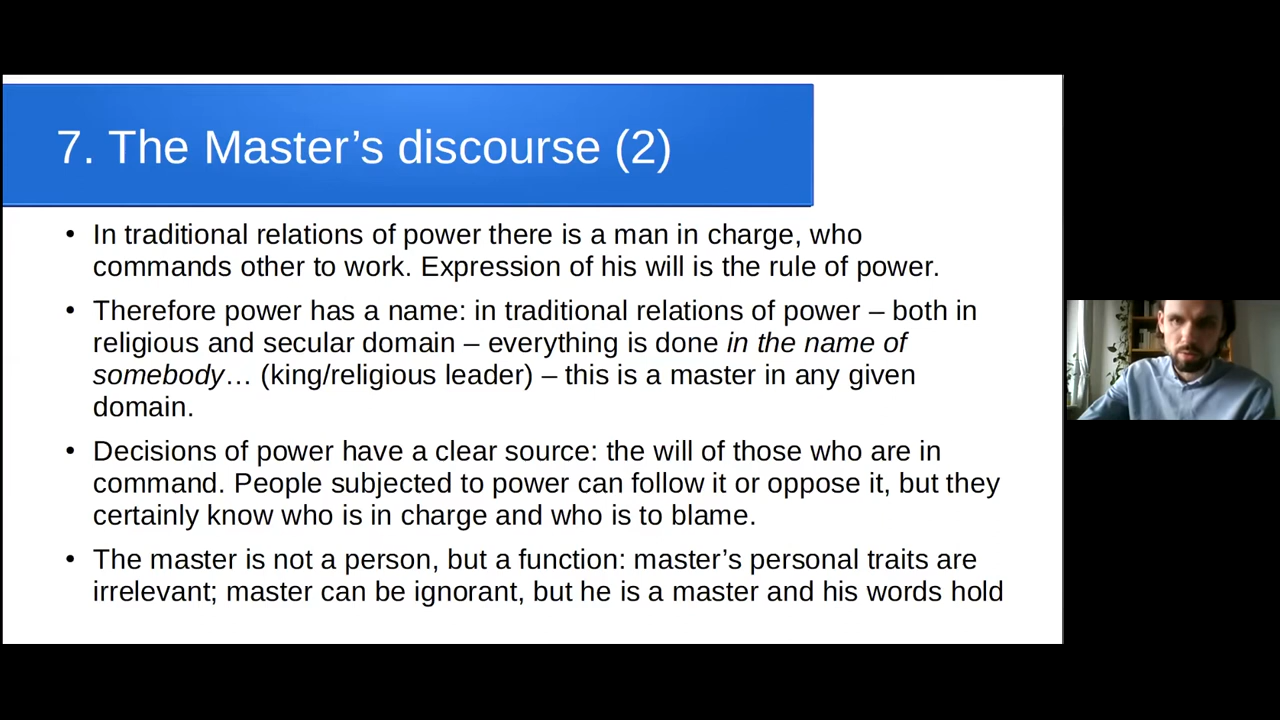 7. The Master’s discourse (2)
• In traditional relations of power there is a man in charge, who
commands other to work. Expression of his will is the rule of power.
• Therefore power has a name: in traditional relations of power – both in
religious and secular domain – everything is done in the name of
somebody… (king/religious leader) – this is a master in any given
domain.
• Decisions of power have a clear source: the will of those who are in
command. People subjected to power can follow it or oppose it, but they
certainly know who is in charge and who is to blame.
• The master is not a person, but a function: master’s personal traits are
irrelevant; master can be ignorant, but he is a master and his words hold